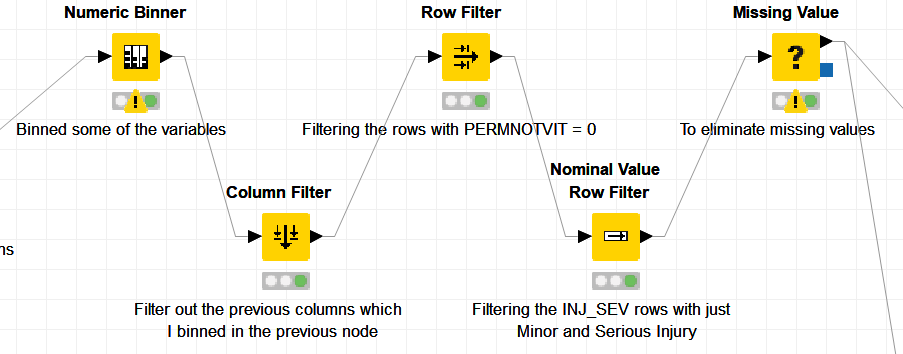 Numeric Binner
Row Filter
Missing Value
Binned some of the variables
Filtering the rows with PERMNOTVIT = 0
To eliminate missing values
Column Filter
Nominal Value
Row Filter
ns
Filter out the previous columns which
I binned in the previous node
Filtering the INJ_SEV rows with just
Minor and Serious Injury